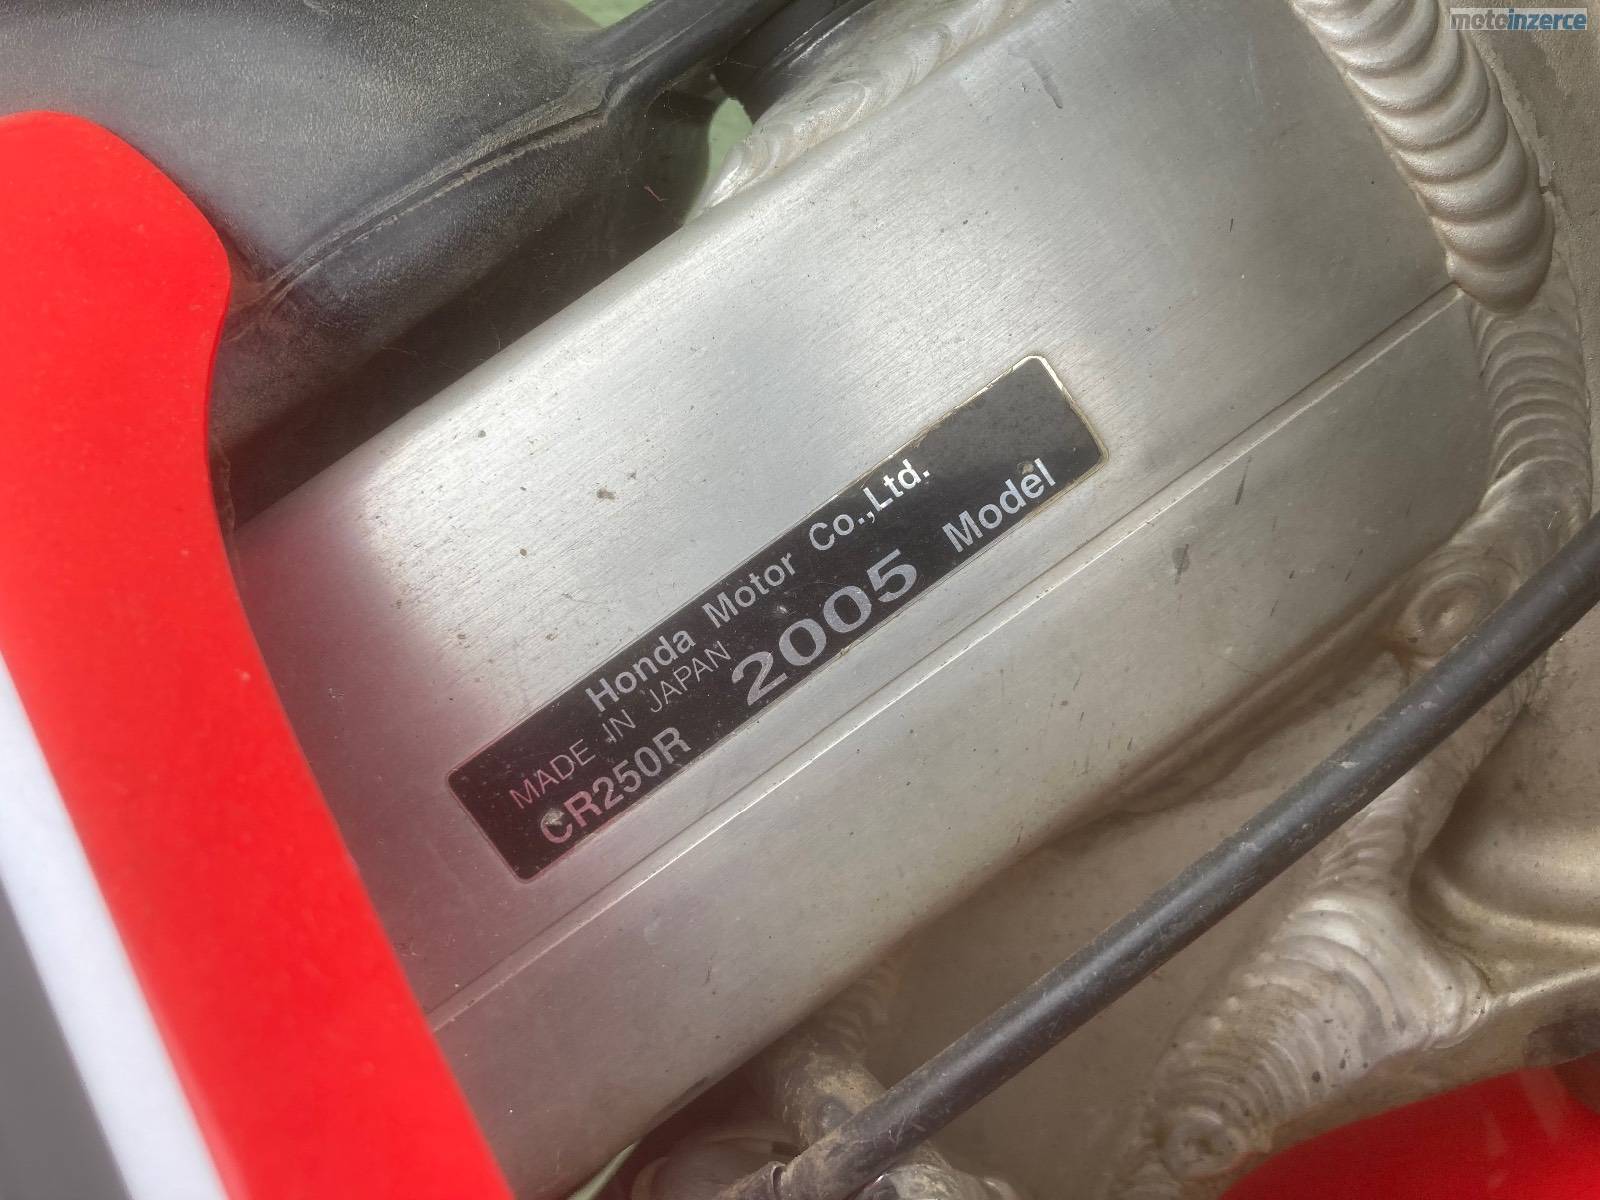 motoinzerce
Honda Motor Co.,Ltd.
MADE IN JAPAN
CR250R 2005 Model